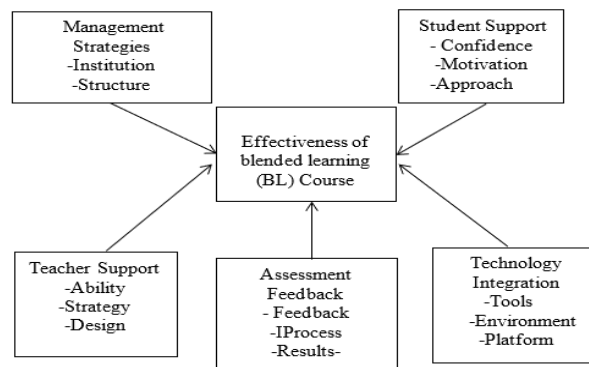 Management
Strategies
-Institution
-Structure
Student Support
- Confidence
-Motivation
-Approach
Effectiveness of
blended learning
(BL) Course
Teacher Support
-Ability
-Strategy
-Design
Assessment
Feedback
- Feedback
-IProcess
-Results-
Technology
Integration
-Tools
-Environment
-Platform